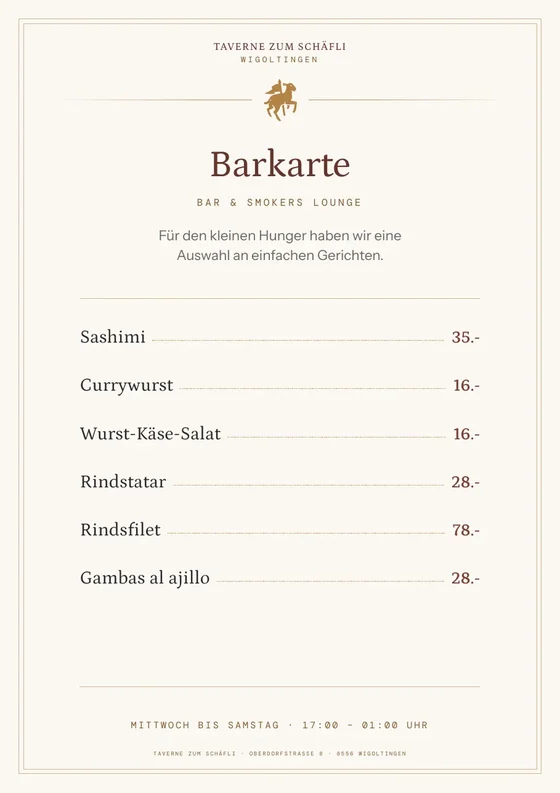 TAVERNE ZUM SCHÄFLI
WIGOLTINGEN
Barkarte
BAR & SMOKERS LOUNGE
Für den kleinen Hunger haben wir eine
Auswahl an einfachen Gerichten.
Sashimi 35.-
Currywurst 16.-
Wurst-Käse-Salat 16.-
Rindstatar 28.-
Rindsfilet 78.-
Gambas al ajillo 28.-
MITTWOCH BIS SAMSTAG · 17:00 – 01:00 UHR
TAVERNE ZUM SCHÄFLI · OBERDORFSTRASSE 8 · 8556 WIGOLTINGEN